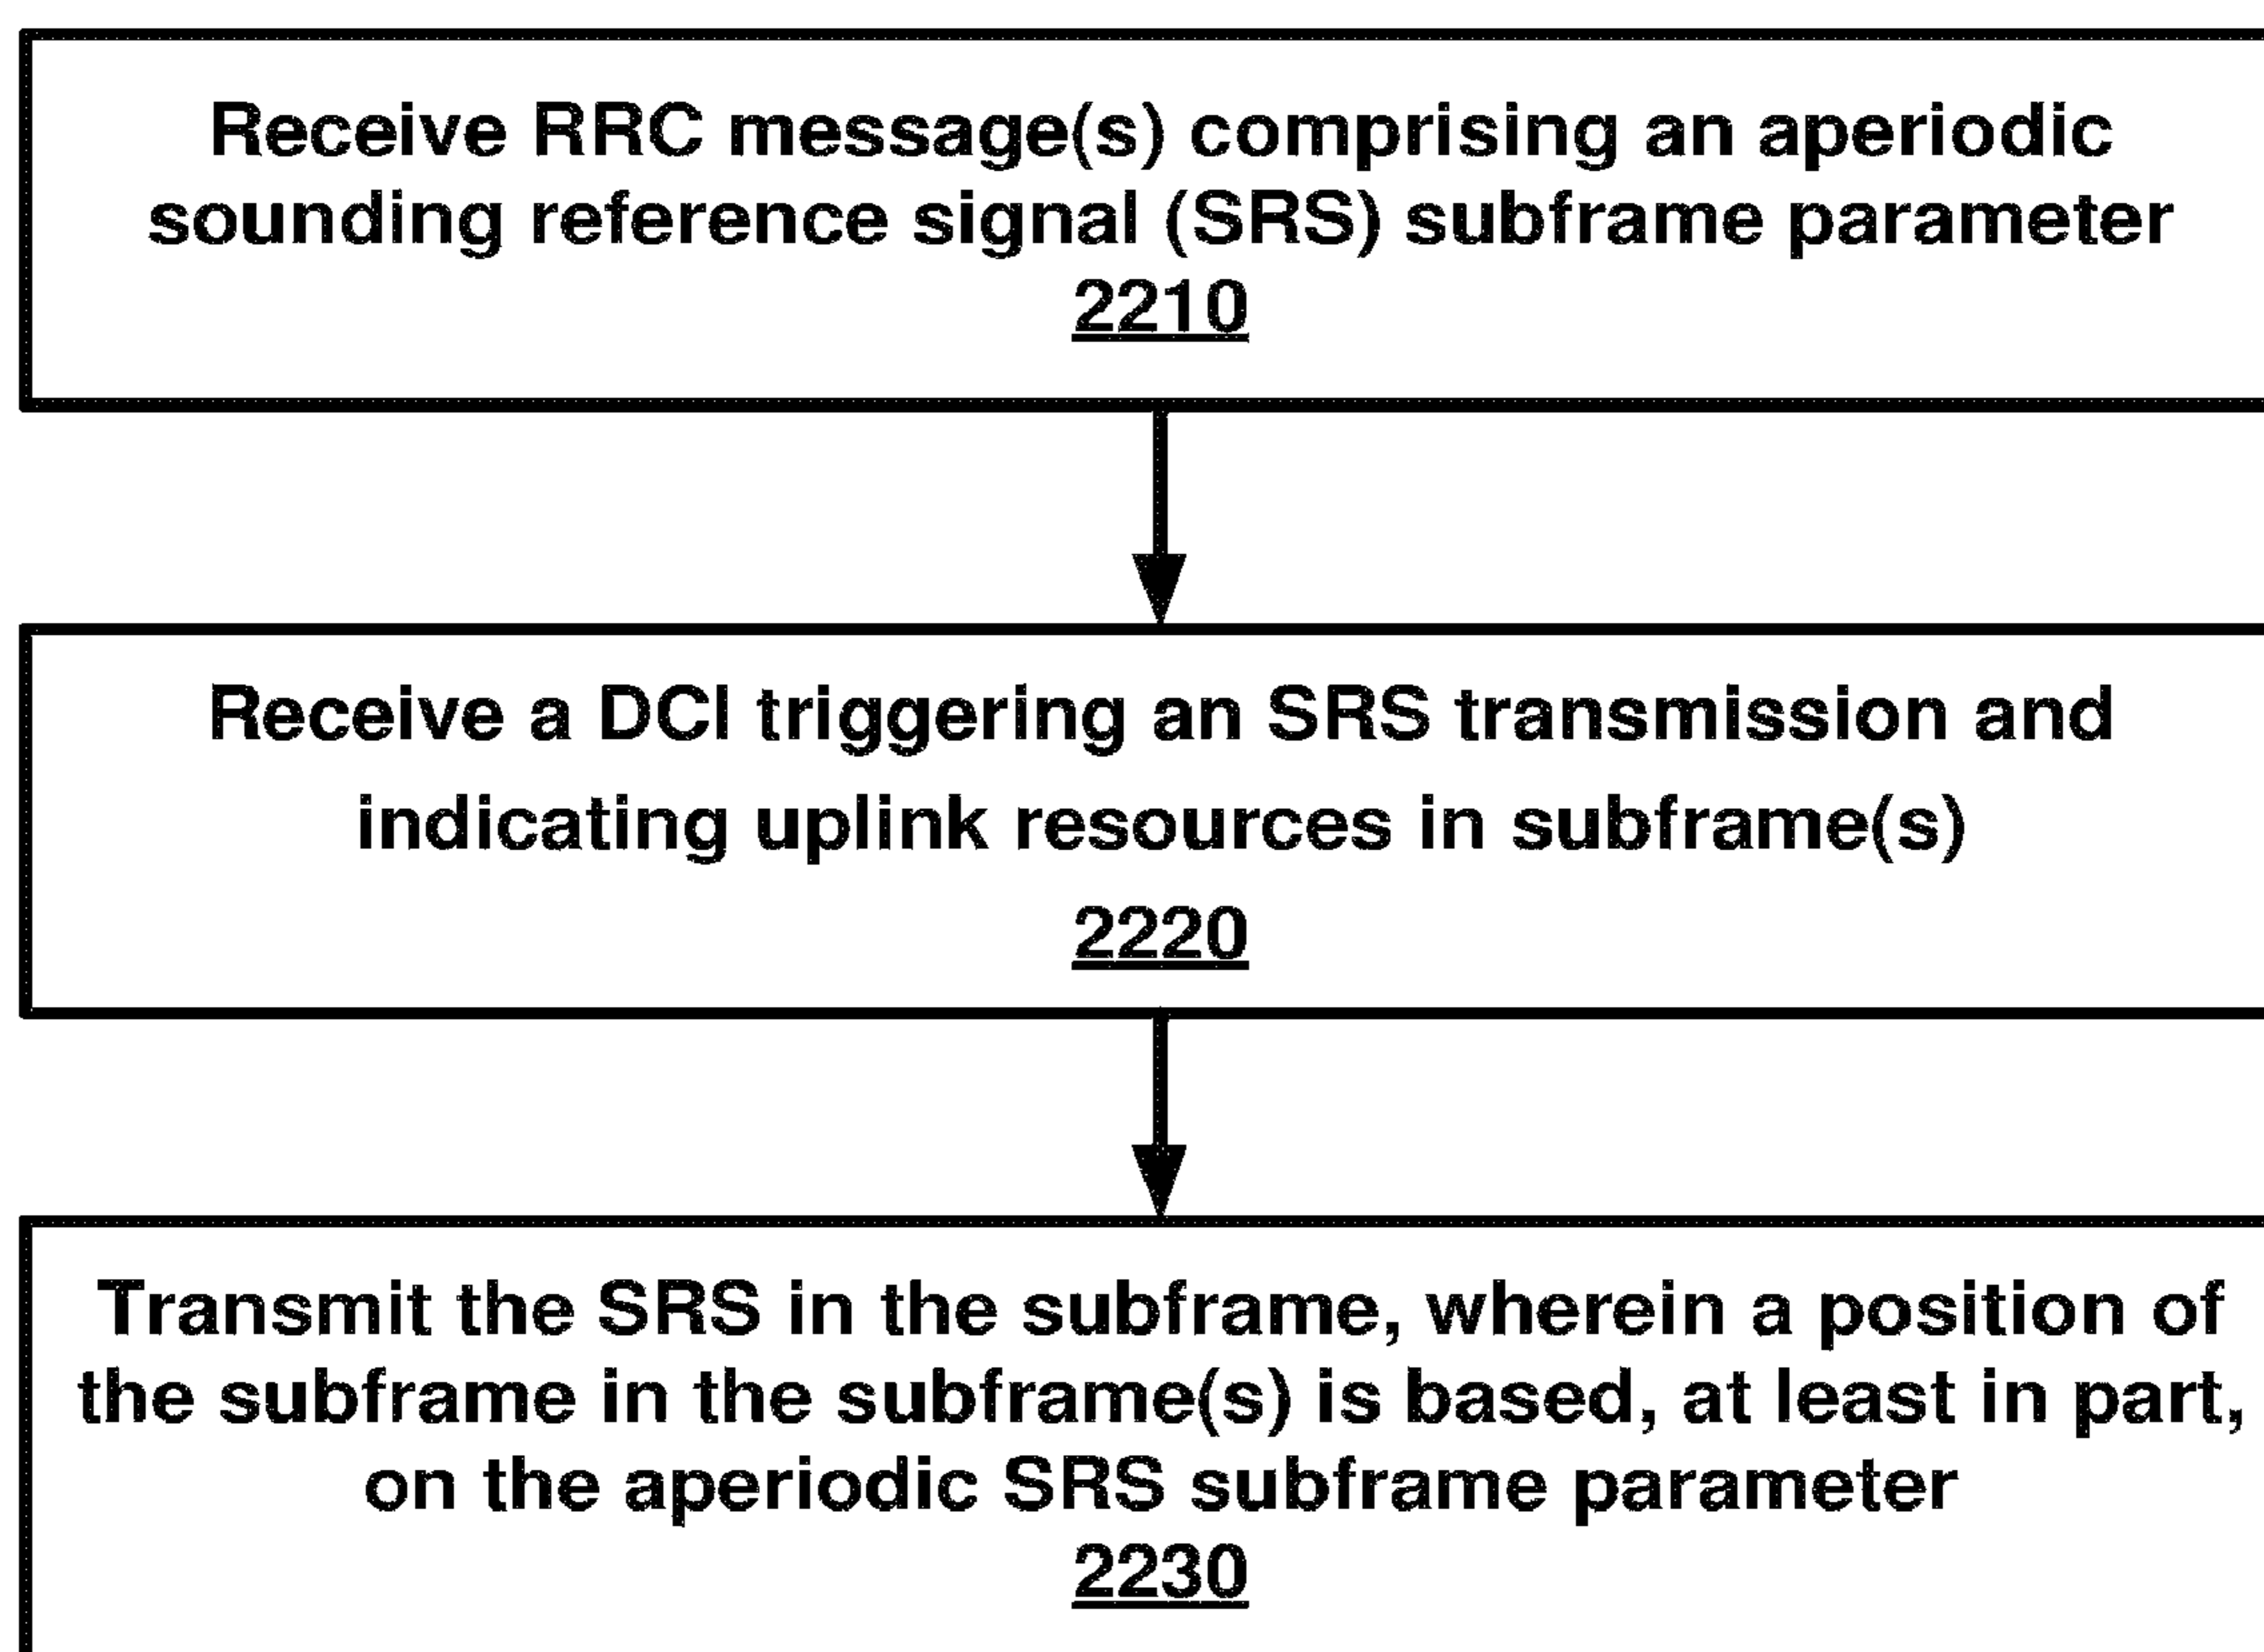 Receive RRC message(s) comprising an aperiodic
sounding reference signal (SRS) subframe parameter
2210
Receive a DCI triggering an SRS transmission and
indicating uplink resources in subframe(s)
2220
Transmit the SRS in the subframe, wherein a position of
the subframe in the subframe(s) is based, at least in part,
on the aperiodic SRS subframe parameter
2230